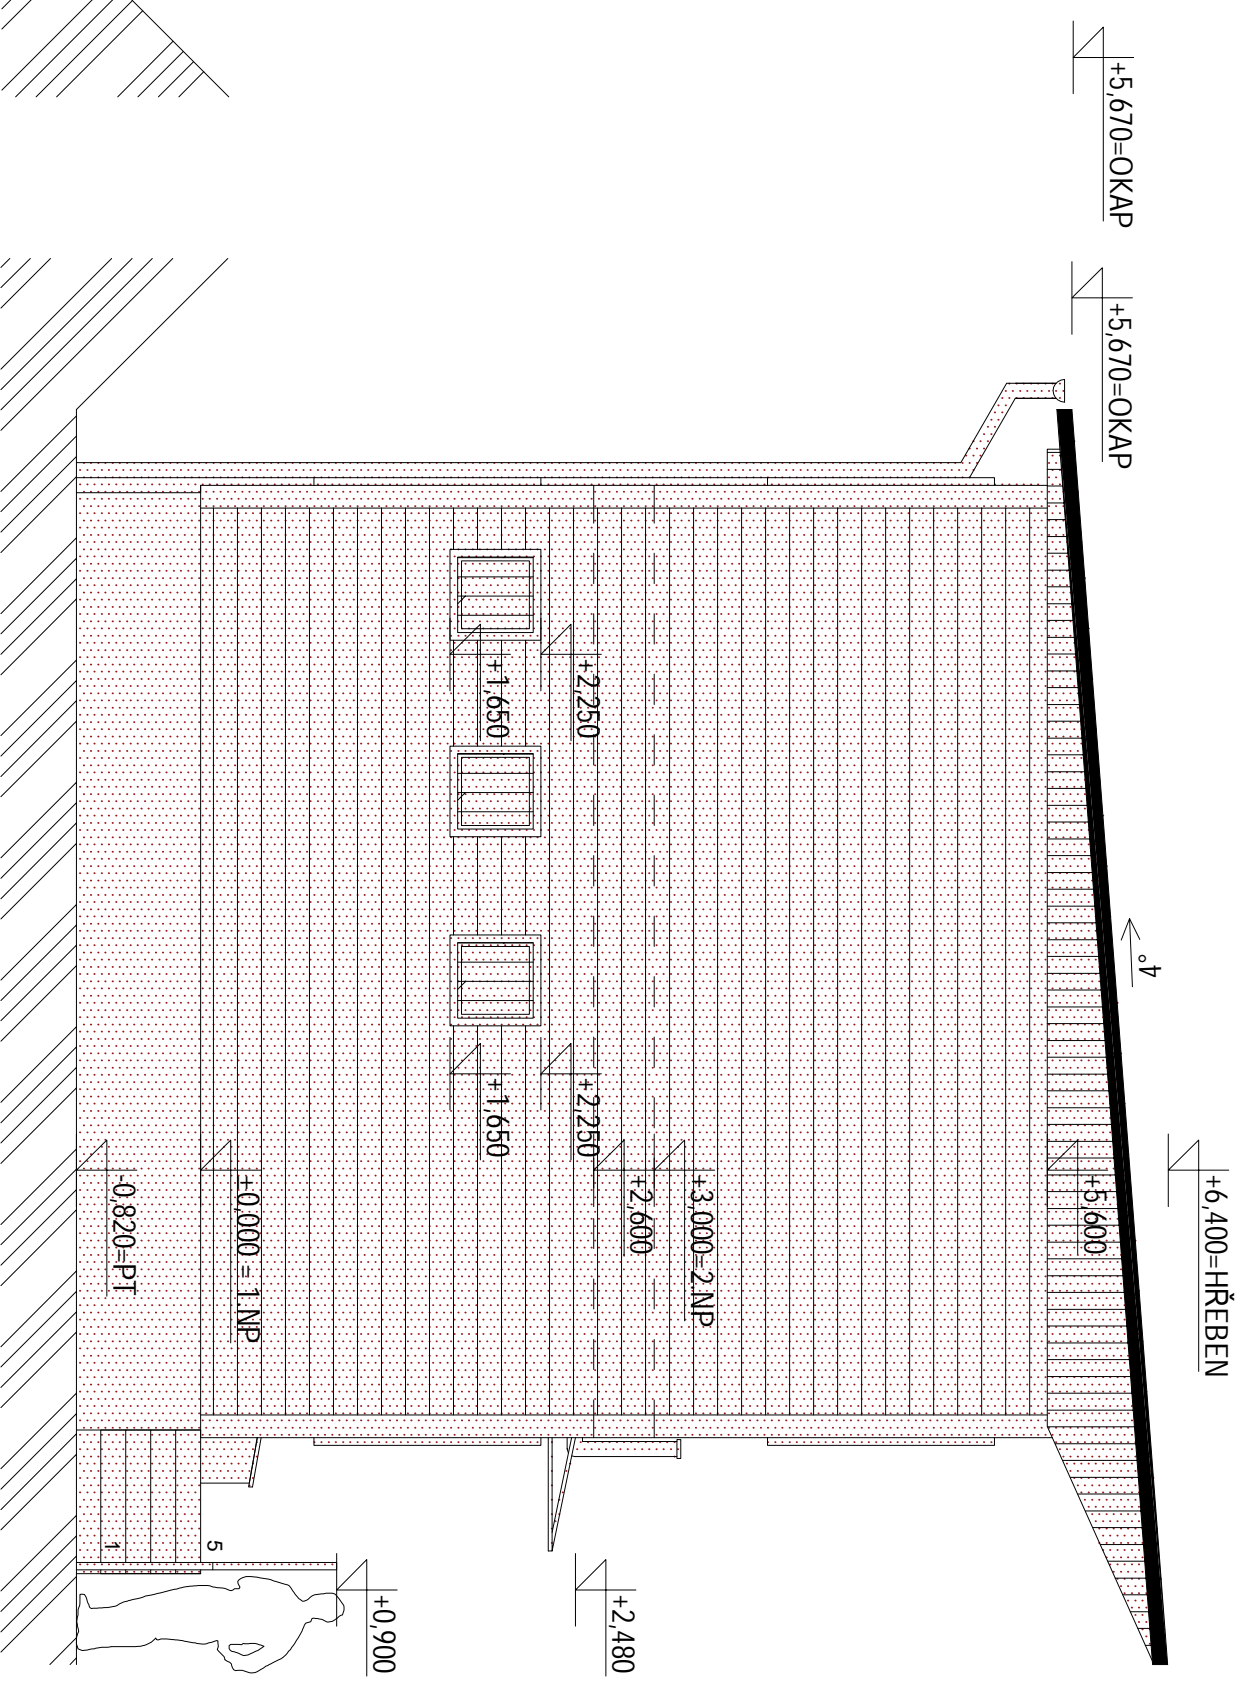 +5,670=OKAP
+5,670=OKAP
4°
+6,400=HŘEBEN
+5,600
+3,000=2.NP
+2,600
+2,250
+1,650
+2,250
+1,650
+0,000 = 1.NP
-0,820=PT
+2,480
+0,900
5
1